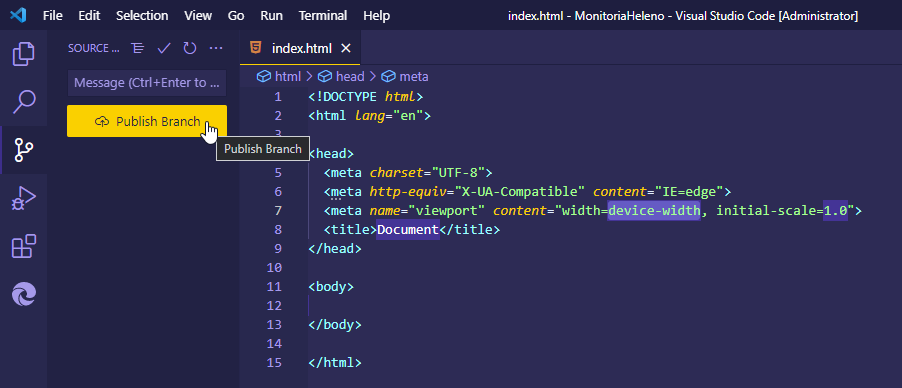 File Edit Selection View Go Run Terminal Help index.html - MonitoriaHeleno - Visual Studio Code [Administrator]
SOURCE ...
Message (Ctrl+Enter to ...
Publish Branch
Publish Branch
index.html
html > head > meta
1 <!DOCTYPE html>
2 <html lang="en">
3
<head>
5 <meta charset="UTF-8">
6 <meta http-equiv="X-UA-Compatible" content="IE=edge">
7 <meta name="viewport" content="width=device-width, initial-scale=1.0">
8 <title>Document</title>
9 </head>
10
11 <body>
12
13 </body>
14
15 </html>